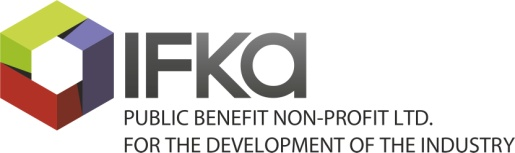 IFKa
PUBLIC BENEFIT NON-PROFIT LTD.
FOR THE DEVELOPMENT OF THE INDUSTRY